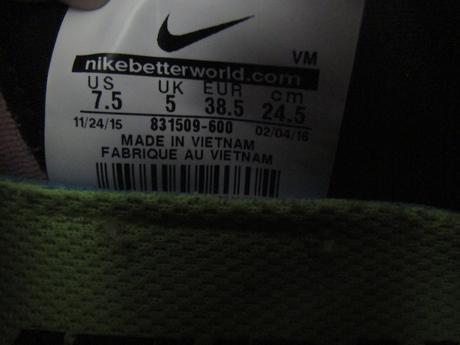 VM
nikebetterworld.com
US UK EUR cm
7.5 5 38.5 24.5
11/24/15 831509-600 02/04/16
MADE IN VIETNAM
FABRIQUE AU VIETNAM